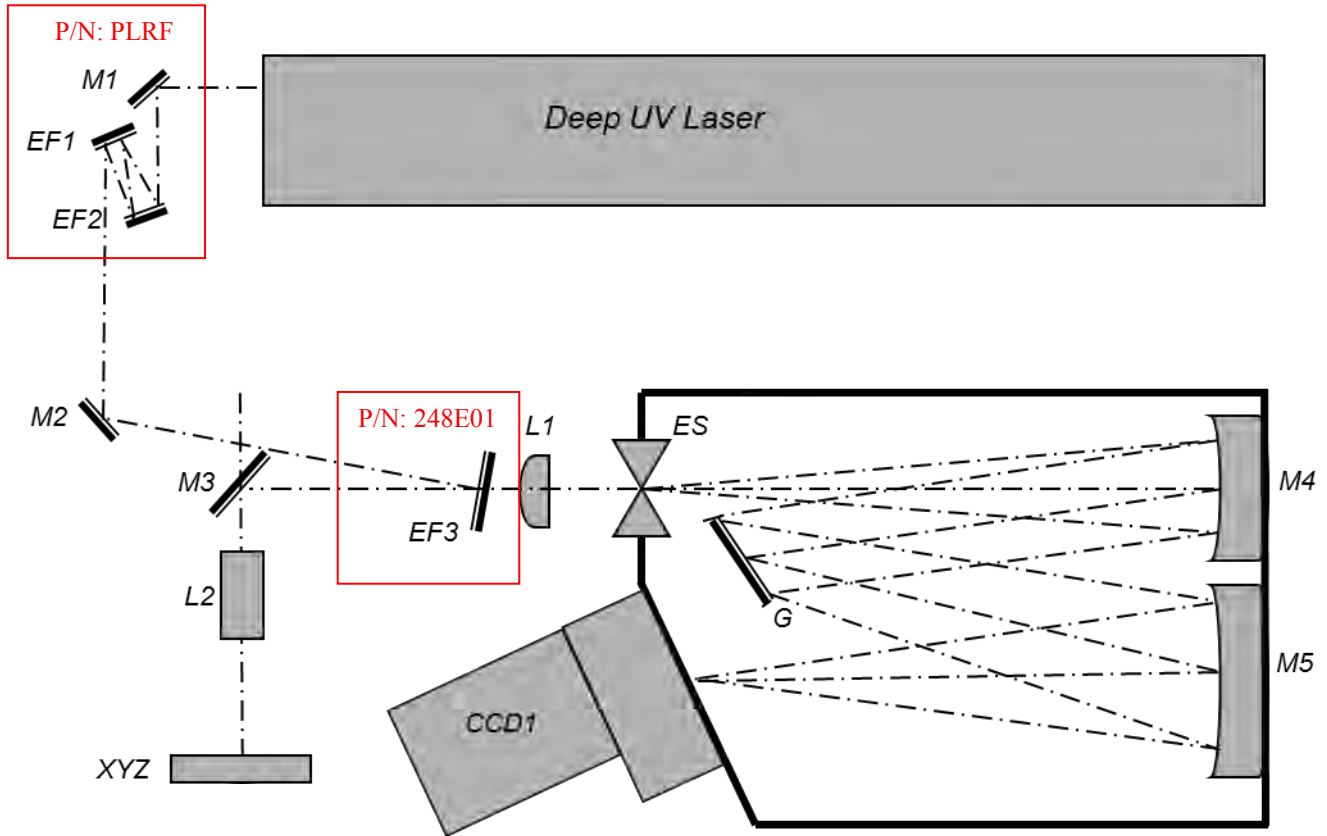 P/N: PLRF
M1
Deep UV Laser
EF1
EF2
M2
P/N: 248E01
L1
ES
M3
EF3
M4
L2
G
M5
CCD1
XYZ